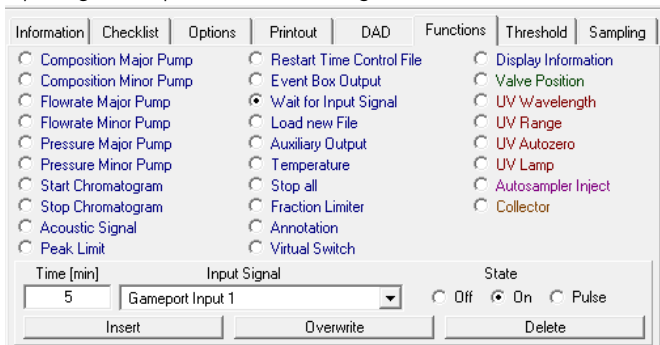 Information Checklist Options Printout DAD Functions Threshold Sampling
Composition Major Pump Restart Time Control File Display Information
Composition Minor Pump Event Box Output Valve Position
Flowrate Major Pump Wait for Input Signal UV Wavelength
Flowrate Minor Pump Load new File UV Range
Pressure Major Pump Auxiliary Output UV Autozero
Pressure Minor Pump Temperature UV Lamp
Start Chromatogram Stop all Autosampler Inject
Stop Chromatogram Fraction Limiter Collector
Acoustic Signal Annotation
Peak Limit Virtual Switch
Time [min] Input Signal State
5 Gameport Input 1 Off On Pulse
Insert Overwrite Delete